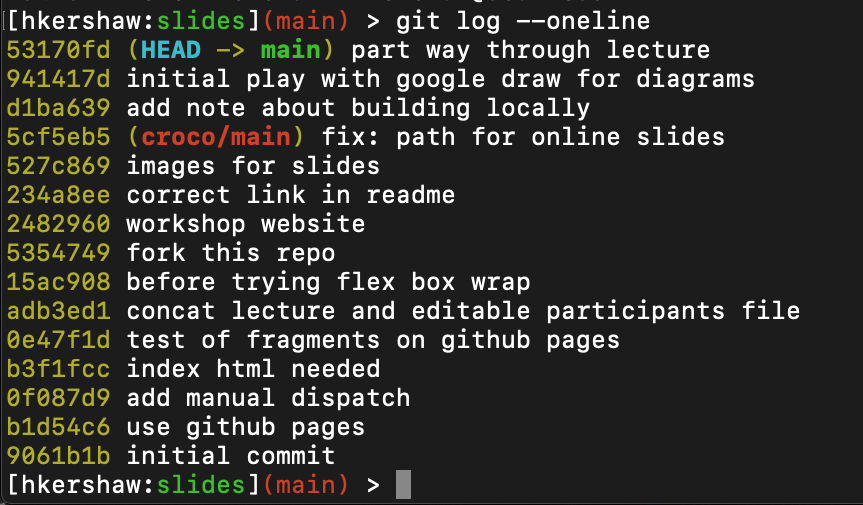 [hkershaw:slides](main) > git log --oneline
53170fd (HEAD -> main) part way through lecture
941417d initial play with google draw for diagrams
d1ba639 add note about building locally
5cf5eb5 (croco/main) fix: path for online slides
527c869 images for slides
234a8ee correct link in readme
2482960 workshop website
5354749 fork this repo
15ac908 before trying flex box wrap
adb3ed1 concat lecture and editable participants file
0e47f1d test of fragments on github pages
b3f1fcc index html needed
0f087d9 add manual dispatch
b1d54c6 use github pages
9061b1b initial commit
[hkershaw:slides](main) >